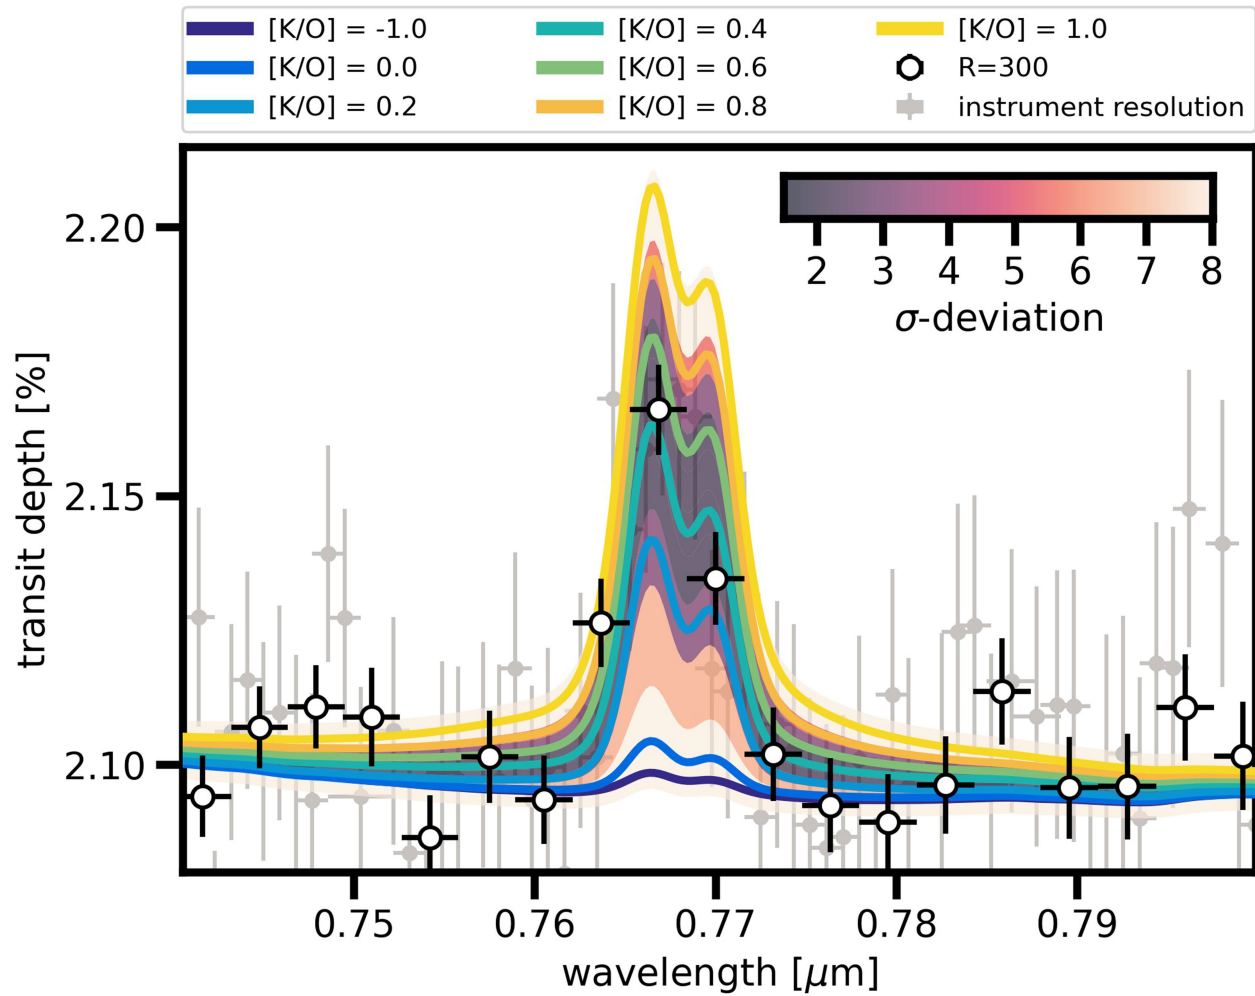 [K/O] = -1.0 [K/O] = 0.4 [K/O] = 1.0
[K/O] = 0.0 [K/O] = 0.6 R=300
[K/O] = 0.2 [K/O] = 0.8 instrument resolution
2.20
2.15
2.10
transit depth [%]
2 3 4 5 6 7 8
σ-deviation
0.75 0.76 0.77 0.78 0.79
wavelength [μm]